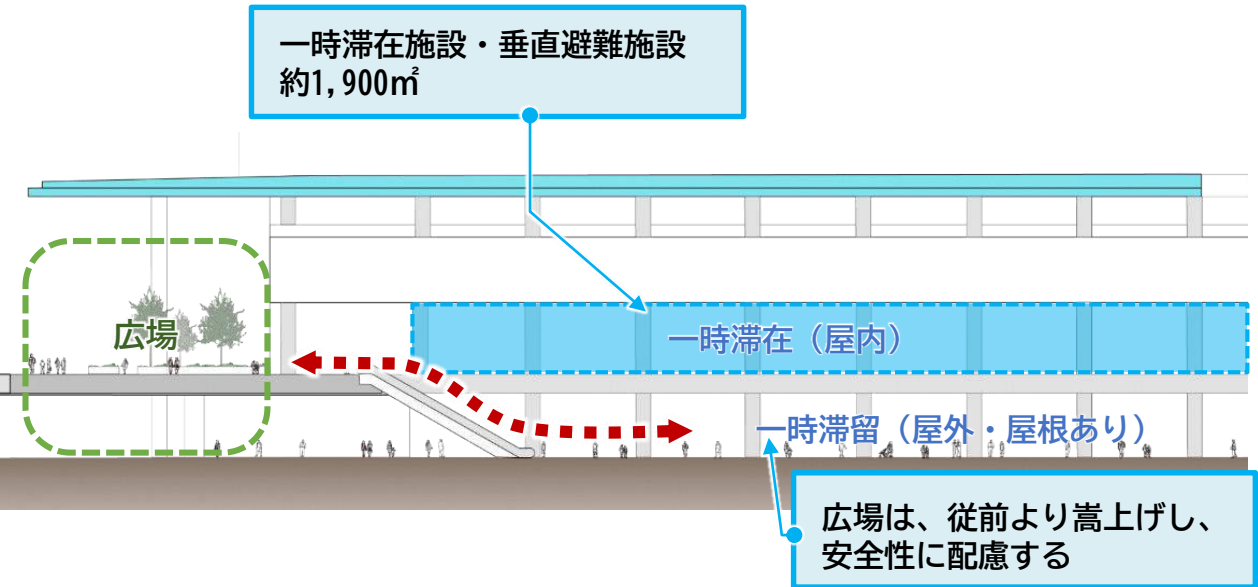 一時滞在施設・垂直避難施設
約1,900㎡
広場
一時滞在（屋内）
一時滞留（屋外・屋根あり）
広場は、従前より嵩上げし、
安全性に配慮する